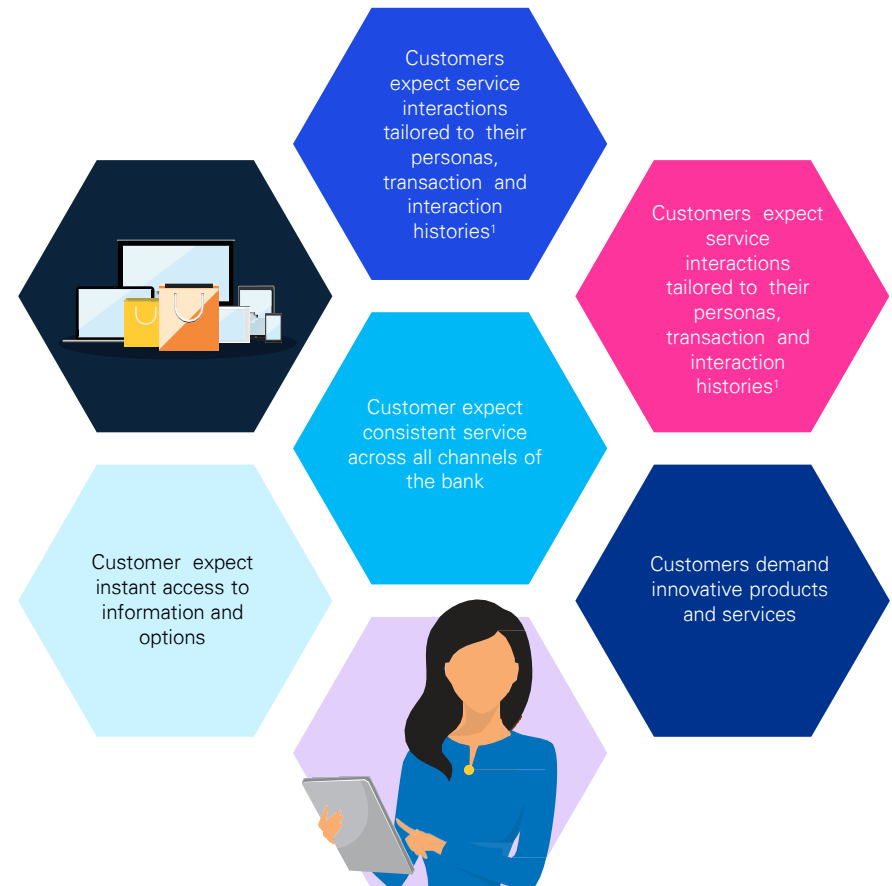 Customers
expect service
interactions
tailored to their
personas,
transaction and
interaction
histories¹
Customers expect
service
interactions
tailored to their
personas,
transaction and
interaction
histories¹
Customer expect
consistent service
across all channels of
the bank
Customer expect
instant access to
information and
options
Customers demand
innovative products
and services